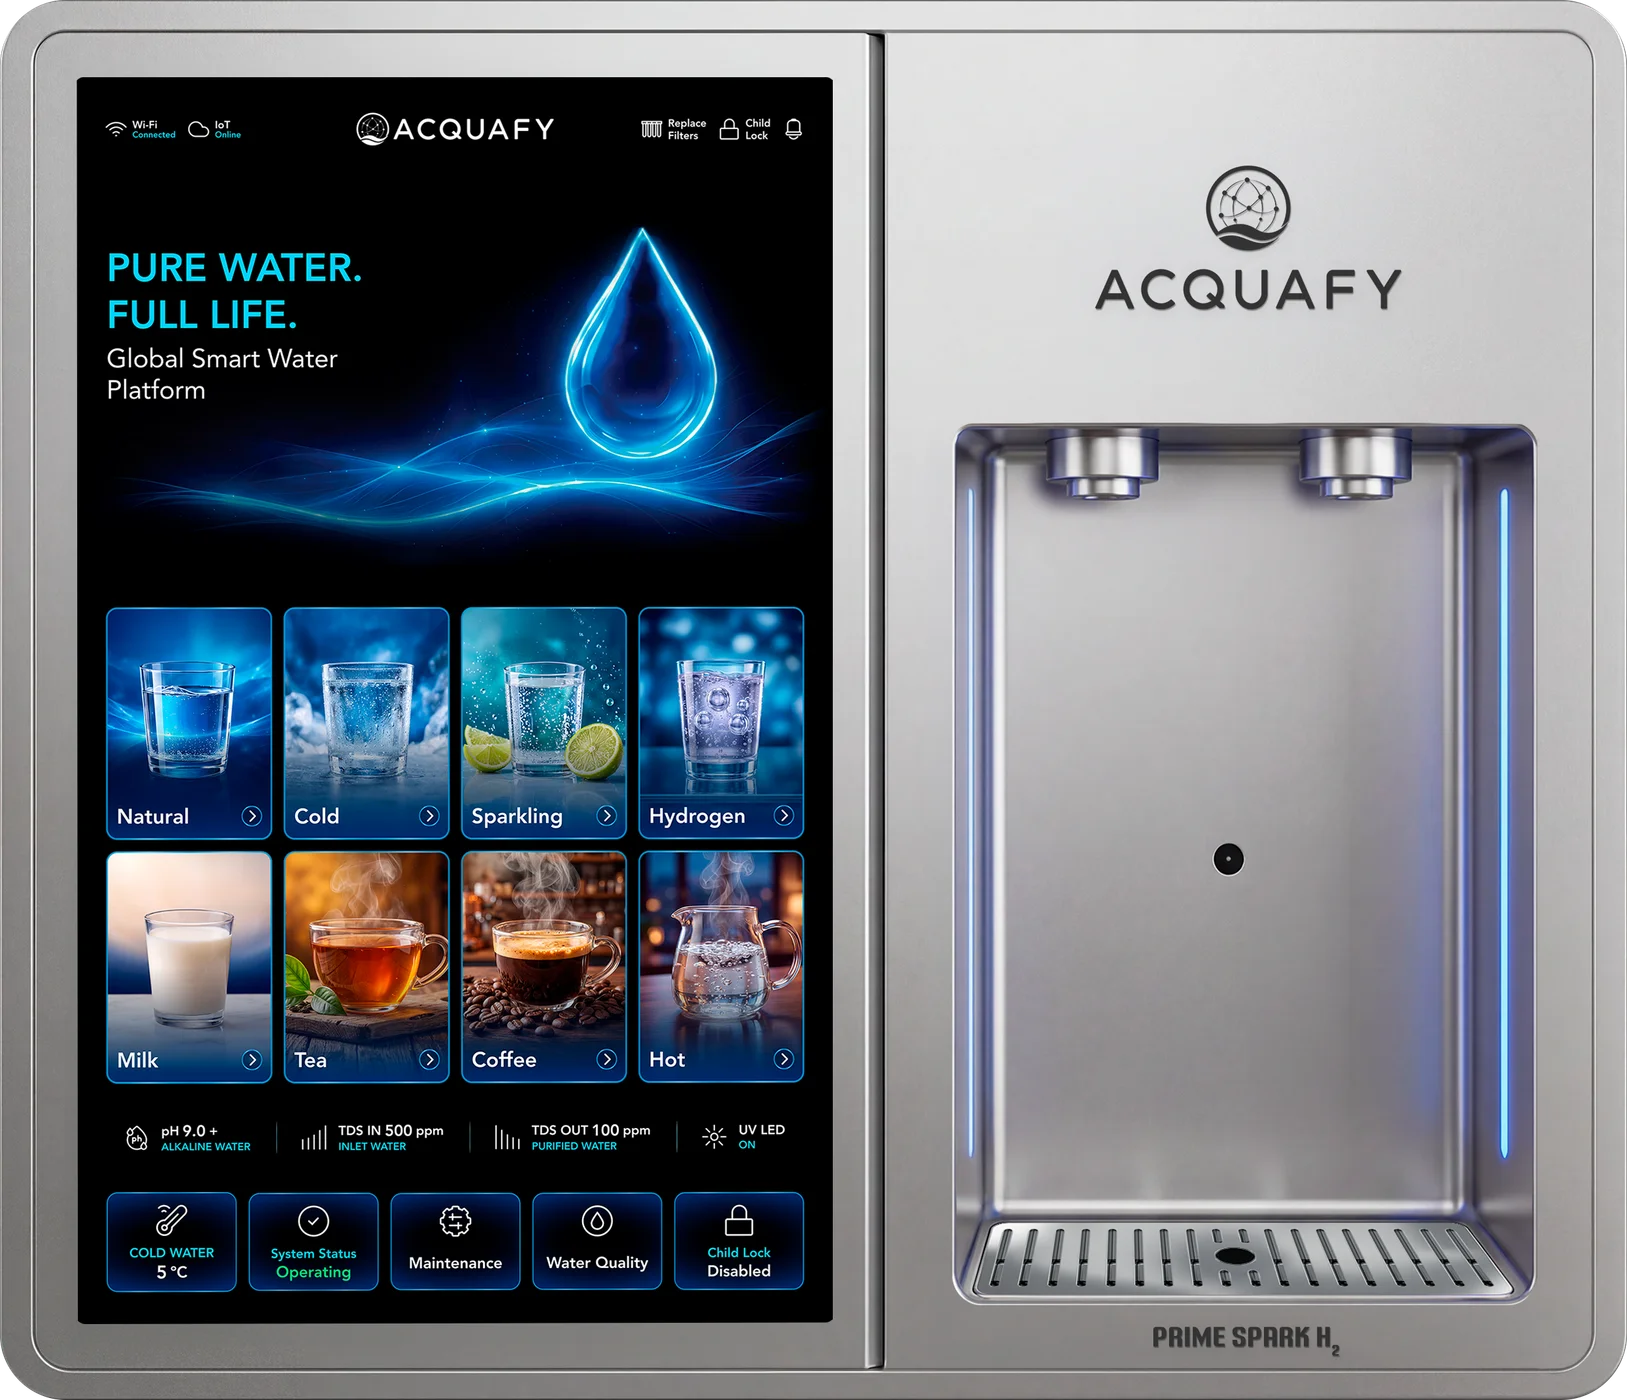 Wi-Fi
Connected
IoT
Online
ACQUAFY
Replace
Filters
Child
Lock
PURE WATER.
FULL LIFE.
Global Smart Water
Platform
Natural
Cold
Sparkling
Hydrogen
Milk
Tea
Coffee
Hot
ph
pH 9.0 +
ALKALINE WATER
TDS IN 500 ppm
INLET WATER
TDS OUT 100 ppm
PURIFIED WATER
UV LED
ON
COLD WATER
5 °C
System Status
Operating
Maintenance
Water Quality
Child Lock
Disabled
ACQUAFY
PRIME SPARK H₂